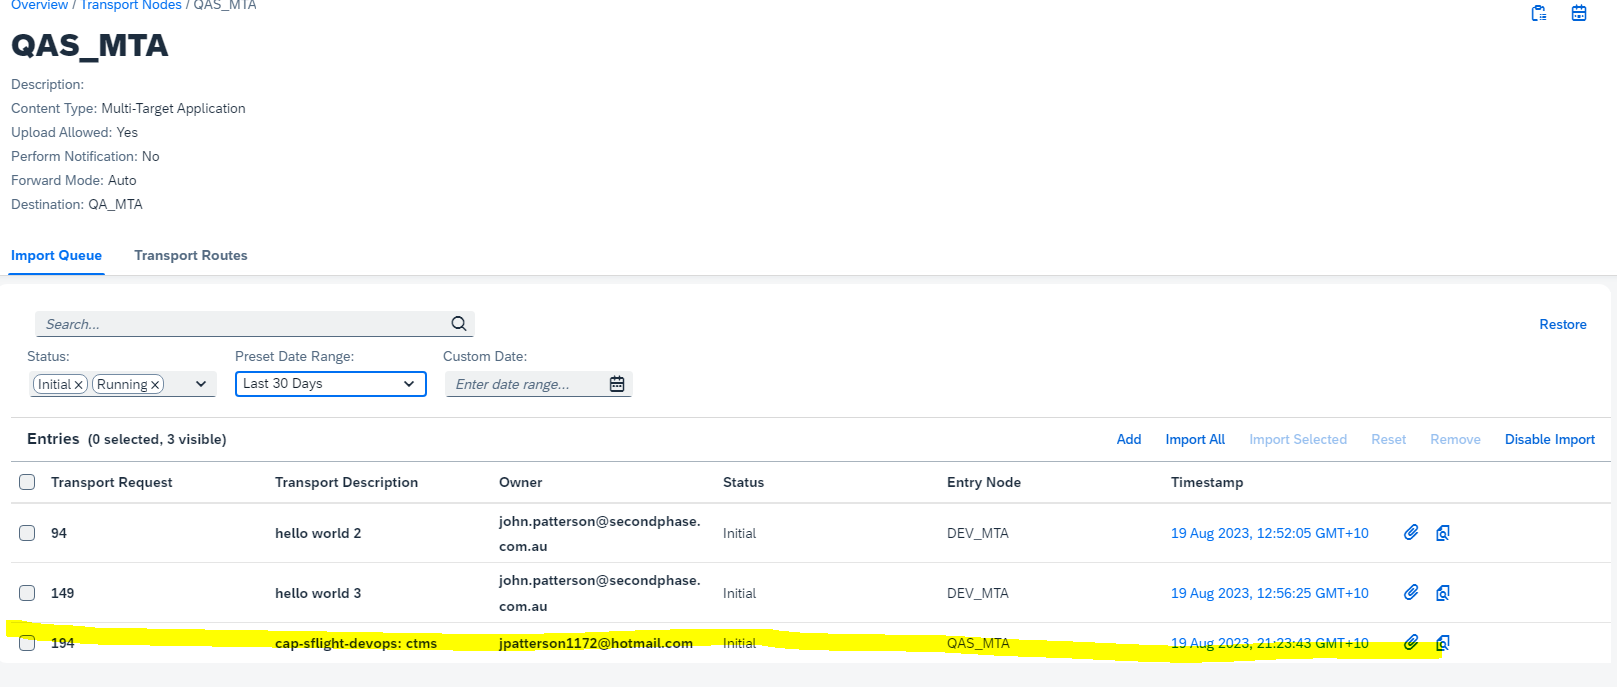 Overview / Transport Nodes / QAS_MTA
QAS_MTA
Description:
Content Type: Multi-Target Application
Upload Allowed: Yes
Perform Notification: No
Forward Mode: Auto
Destination: QA_MTA
Import Queue Transport Routes
Search...
Restore
Status: Preset Date Range: Custom Date:
Initial Running Last 30 Days Enter date range...
Entries (0 selected, 3 visible) Add Import All Import Selected Reset Remove Disable Import
Transport Request Transport Description Owner Status Entry Node Timestamp
94 hello world 2 john.patterson@secondphase.com.au Initial DEV_MTA 19 Aug 2023, 12:52:05 GMT+10
149 hello world 3 john.patterson@secondphase.com.au Initial DEV_MTA 19 Aug 2023, 12:56:25 GMT+10
194 cap-sflight-devops: ctms jpatterson1172@hotmail.com Initial QAS_MTA 19 Aug 2023, 21:23:43 GMT+10